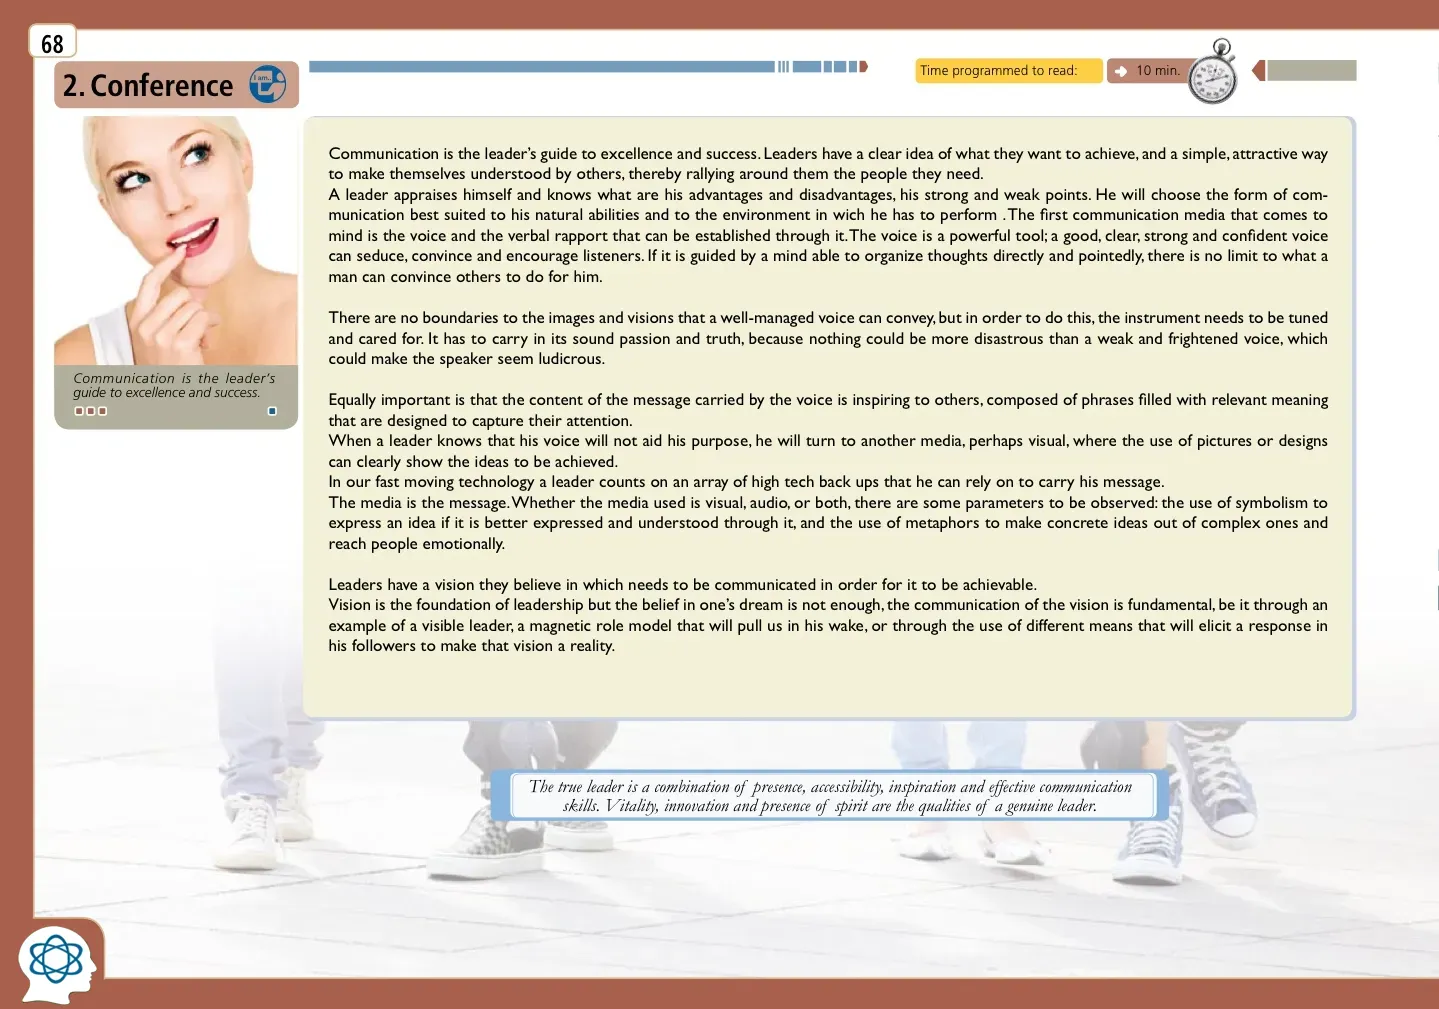 68
2. Conference
I am...
Time programmed to read:
10 min.
Communication is the leader's guide to excellence and success. Leaders have a clear idea of what they want to achieve, and a simple, attractive way
to make themselves understood by others, thereby rallying around them the people they need.
A leader appraises himself and knows what are his advantages and disadvantages, his strong and weak points. He will choose the form of com-
munication best suited to his natural abilities and to the environment in wich he has to perform . The first communication media that comes to
mind is the voice and the verbal rapport that can be established through it. The voice is a powerful tool; a good, clear, strong and confident voice
can seduce, convince and encourage listeners. If it is guided by a mind able to organize thoughts directly and pointedly, there is no limit to what a
man can convince others to do for him.
There are no boundaries to the images and visions that a well-managed voice can convey, but in order to do this, the instrument needs to be tuned
and cared for. It has to carry in its sound passion and truth, because nothing could be more disastrous than a weak and frightened voice, which
could make the speaker seem ludicrous.
Equally important is that the content of the message carried by the voice is inspiring to others, composed of phrases filled with relevant meaning
that are designed to capture their attention.
When a leader knows that his voice will not aid his purpose, he will turn to another media, perhaps visual, where the use of pictures or designs
can clearly show the ideas to be achieved.
In our fast moving technology a leader counts on an array of high tech back ups that he can rely on to carry his message.
The media is the message. Whether the media used is visual, audio, or both, there are some parameters to be observed: the use of symbolism to
express an idea if it is better expressed and understood through it, and the use of metaphors to make concrete ideas out of complex ones and
reach people emotionally.
Leaders have a vision they believe in which needs to be communicated in order for it to be achievable.
Vision is the foundation of leadership but the belief in one's dream is not enough, the communication of the vision is fundamental, be it through an
example of a visible leader, a magnetic role model that will pull us in his wake, or through the use of different means that will elicit a response in
his followers to make that vision a reality.
Communication is the leader's
guide to excellence and success.
The true leader is a combination of presence, accessibility, inspiration and effective communication
skills. Vitality, innovation and presence of spirit are the qualities of a genuine leader.